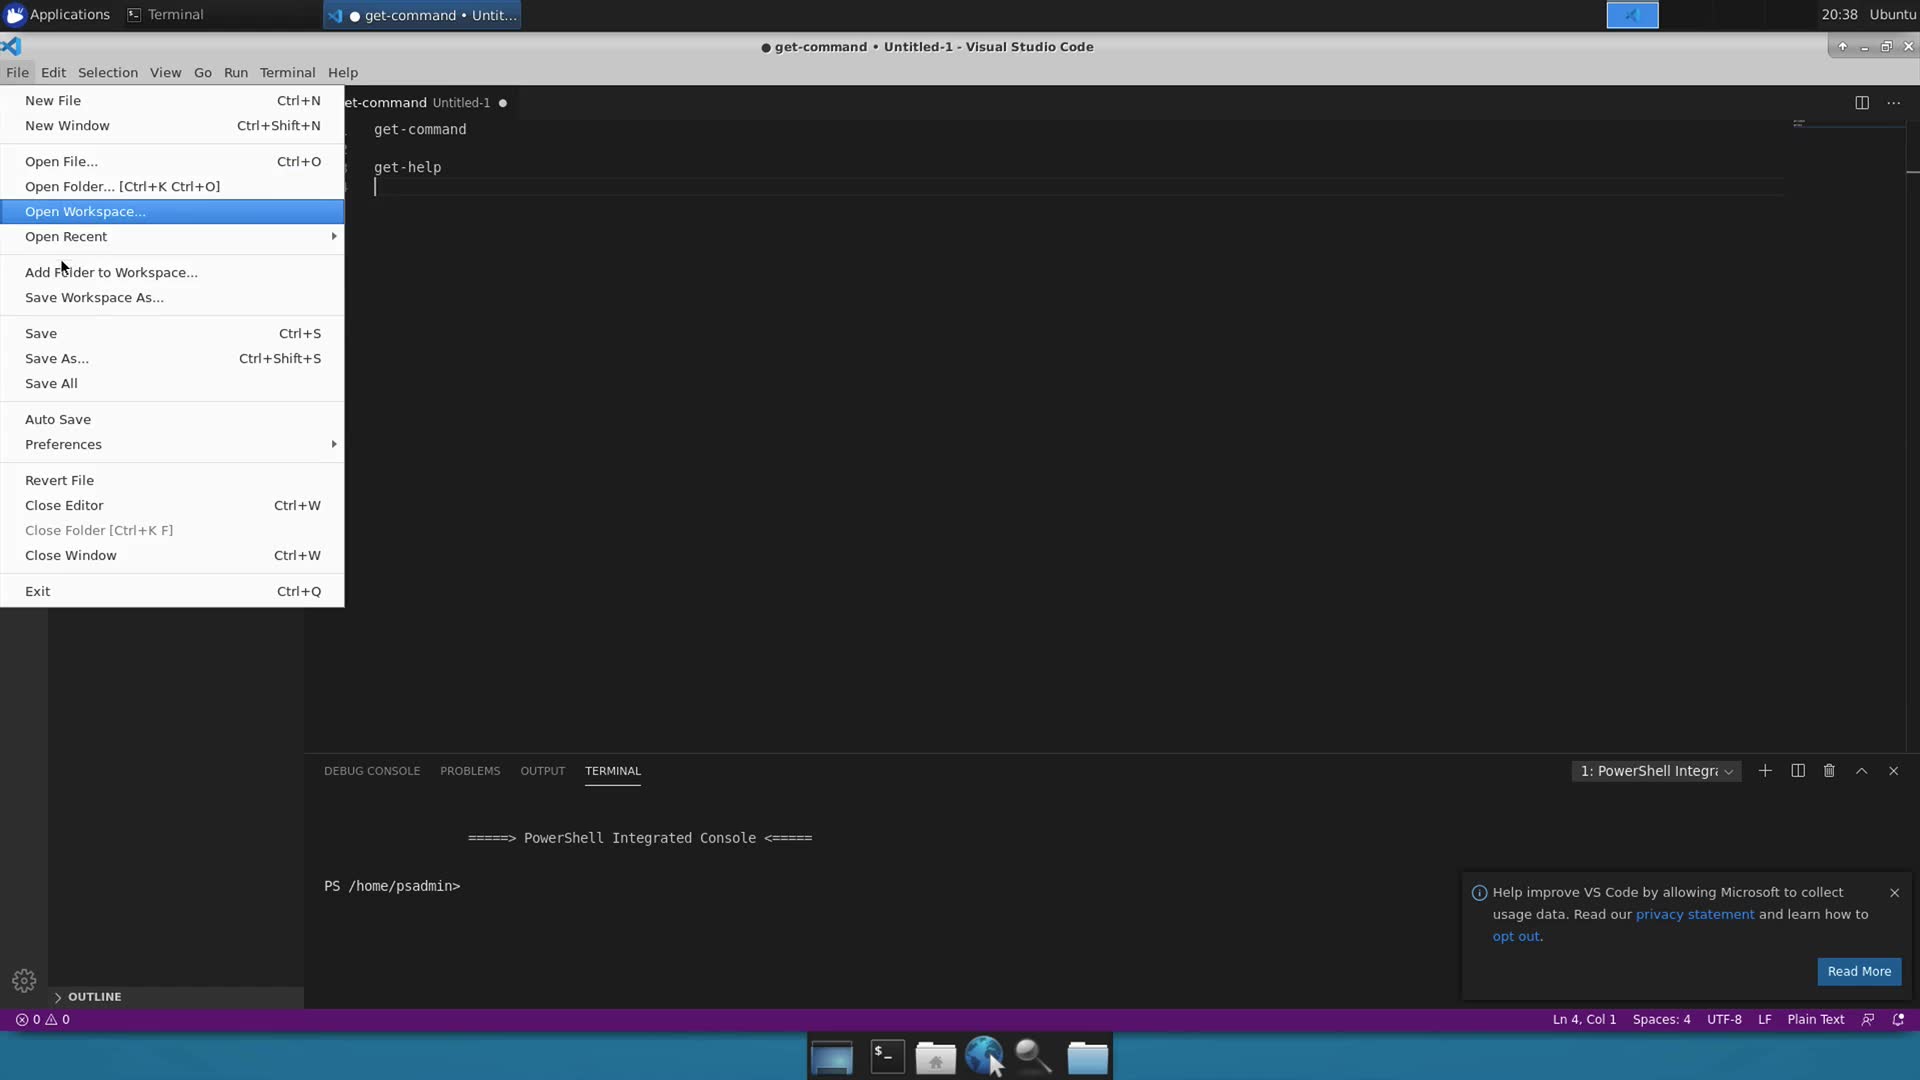 Applications
Terminal
● get-command • Untit...
20:38 Ubuntu
● get-command • Untitled-1 - Visual Studio Code
File Edit Selection View Go Run Terminal Help
New File Ctrl+N
New Window Ctrl+Shift+N
Open File... Ctrl+O
Open Folder... [Ctrl+K Ctrl+O]
Open Workspace...
Open Recent
Add Folder to Workspace...
Save Workspace As...
Save Ctrl+S
Save As... Ctrl+Shift+S
Save All
Auto Save
Preferences
Revert File
Close Editor Ctrl+W
Close Folder [Ctrl+K F]
Close Window Ctrl+W
Exit Ctrl+Q
et-command Untitled-1 ●
get-command
get-help
DEBUG CONSOLE PROBLEMS OUTPUT TERMINAL
1: PowerShell Integra
=====> PowerShell Integrated Console <=====
PS /home/psadmin>
Help improve VS Code by allowing Microsoft to collect
usage data. Read our privacy statement and learn how to
opt out.
Read More
OUTLINE
0 0
Ln 4, Col 1 Spaces: 4 UTF-8 LF Plain Text
$_